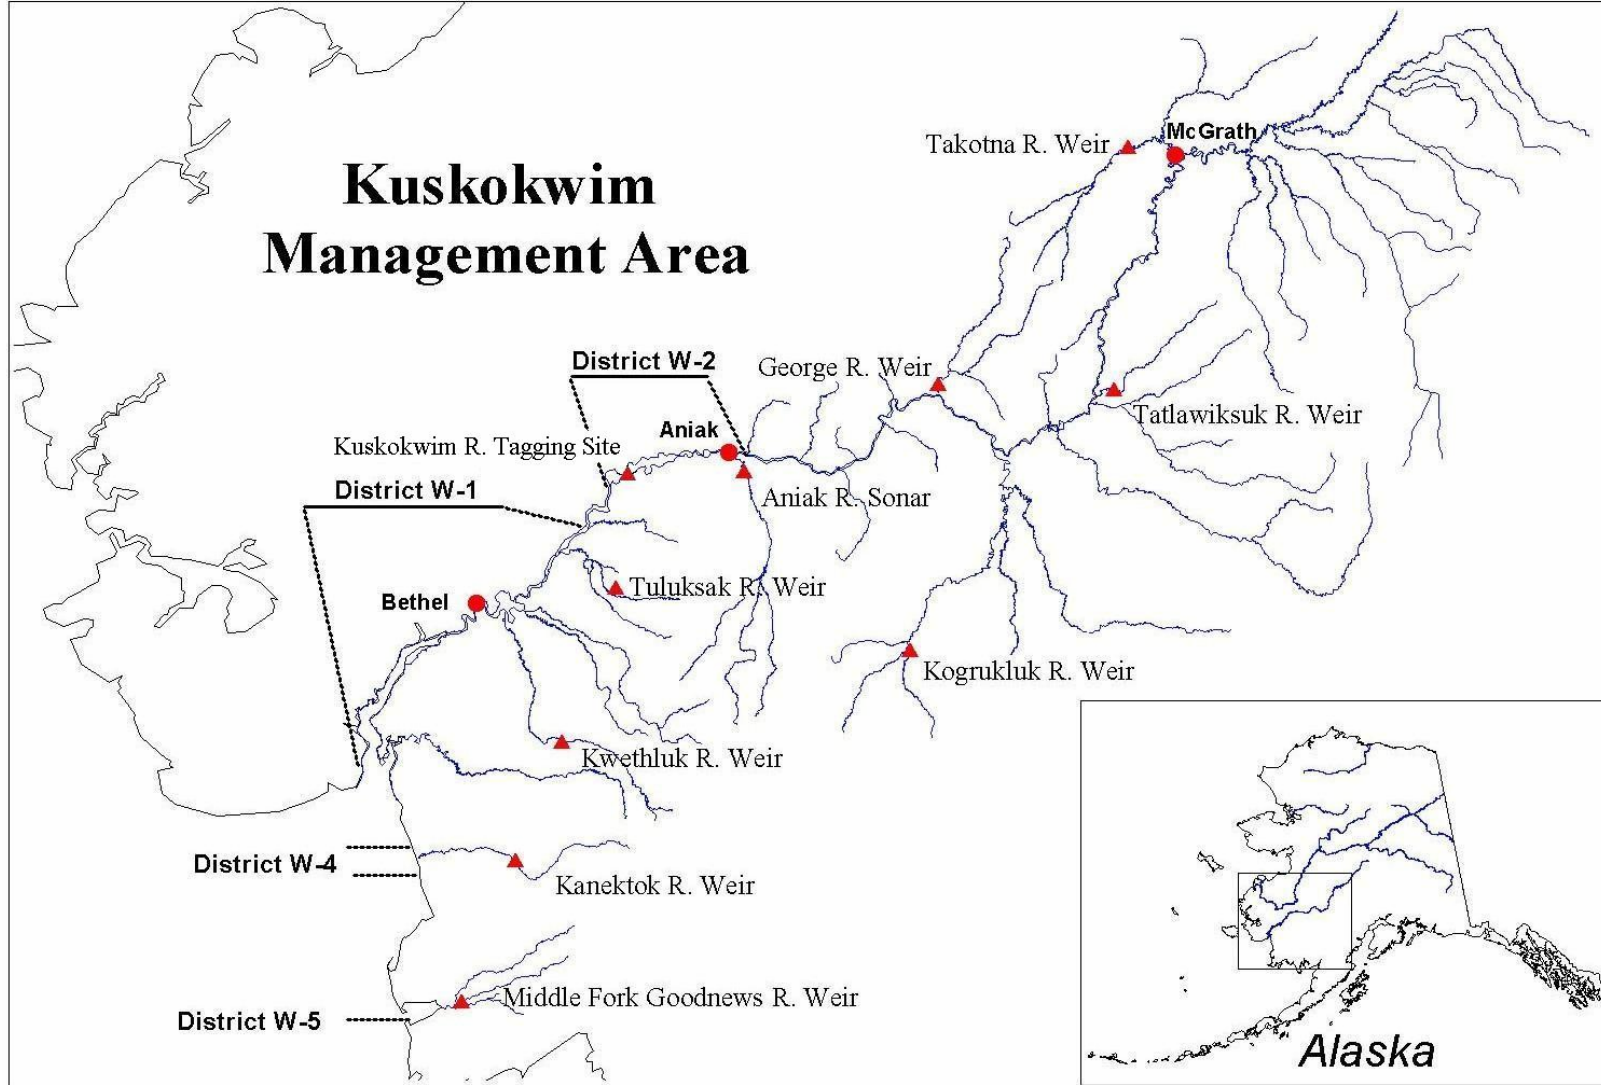 Kuskokwim
Management Area
McGrath
Takotna R. Weir
District W-2
George R. Weir
Tatlawiksuk R. Weir
Aniak
Kuskokwim R. Tagging Site
District W-1
Aniak R. Sonar
Tuluksak R. Weir
Bethel
Kogrukluk R. Weir
Kwethluk R. Weir
District W-4
Kanektok R. Weir
Middle Fork Goodnews R. Weir
District W-5
Alaska